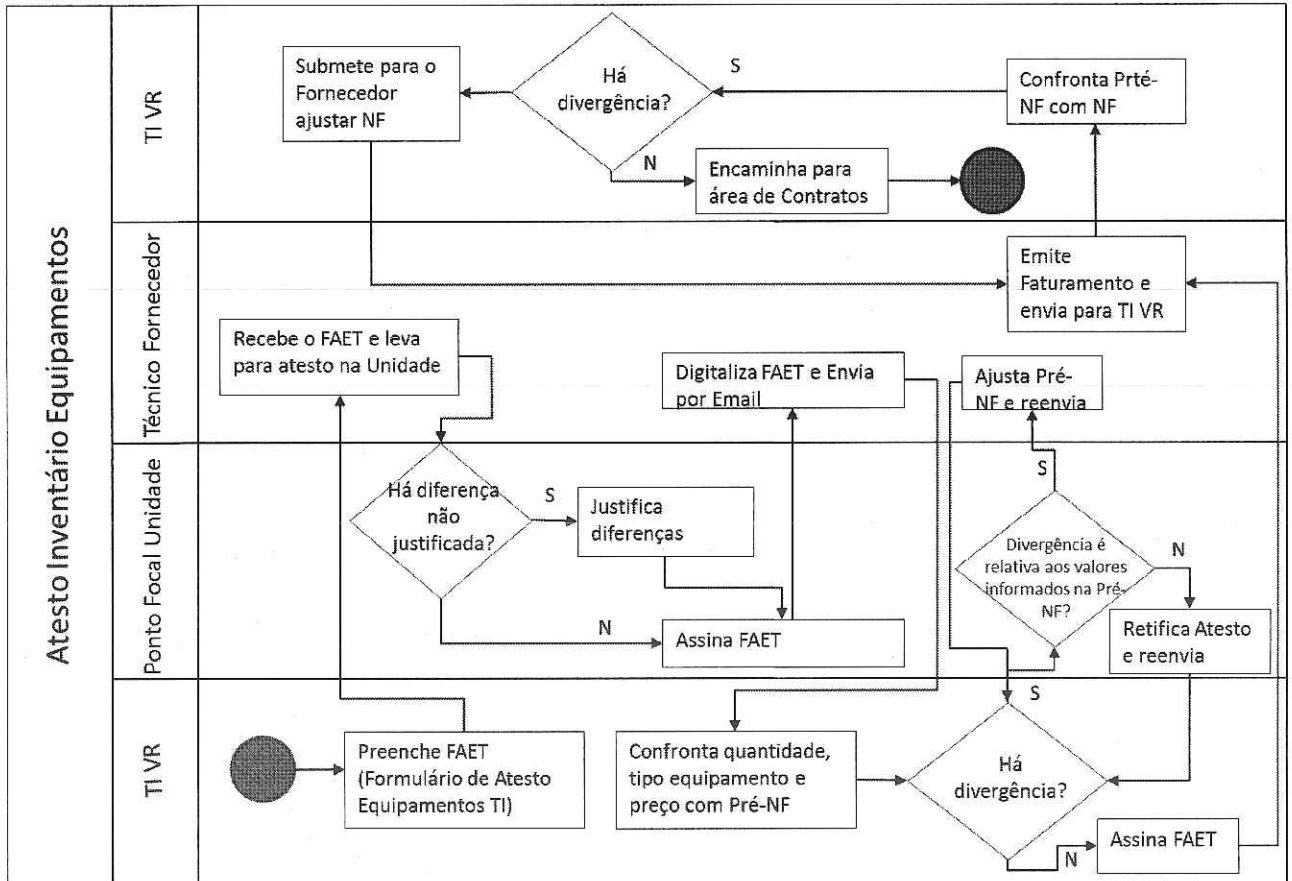 Atesto Inventário Equipamentos
TI VR
Submete para o
Fornecedor
ajustar NF
Há
divergência?
S
Confronta Prté-
NF com NF
N
Encaminha para
área de Contratos
Técnico Fornecedor
Emite
Faturamento e
envia para TI VR
Recebe o FAET e leva
para atesto na Unidade
Digitaliza FAET e Envia
por Email
Ajusta Pré-
NF e reenvia
Ponto Focal Unidade
Há diferença
não
justificada?
S
Justifica
diferenças
N
Assina FAET
S
Divergência é
relativa aos valores
informados na Pré-
NF?
N
Retifica Atesto
e reenvia
TI VR
Preenche FAET
(Formulário de Atesto
Equipamentos TI)
Confronta quantidade,
tipo equipamento e
preço com Pré-NF
S
Há
divergência?
N
Assina FAET